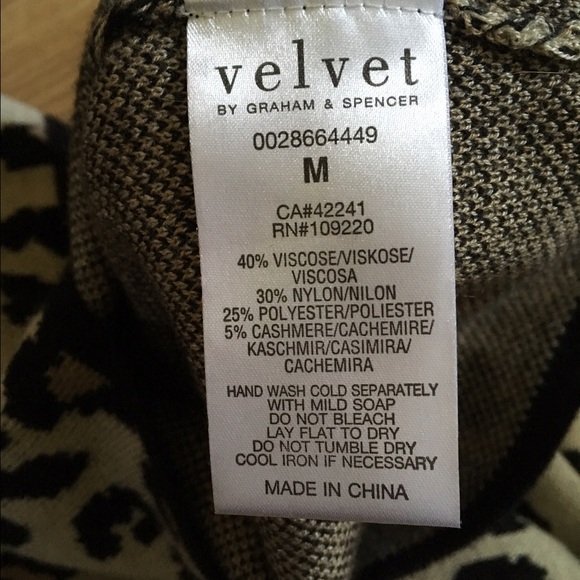 velvet
BY GRAHAM & SPENCER
0028664449
M
CA#42241
RN#109220
40% VISCOSE/VISKOSE/
VISCOSA
30% NYLON/NILON
25% POLYESTER/POLIESTER
5% CASHMERE/CACHEMIRE/
KASCHMIR/CASIMIRA/
CACHEMIRA
HAND WASH COLD SEPARATELY
WITH MILD SOAP
DO NOT BLEACH
LAY FLAT TO DRY
DO NOT TUMBLE DRY
COOL IRON IF NECESSARY
MADE IN CHINA